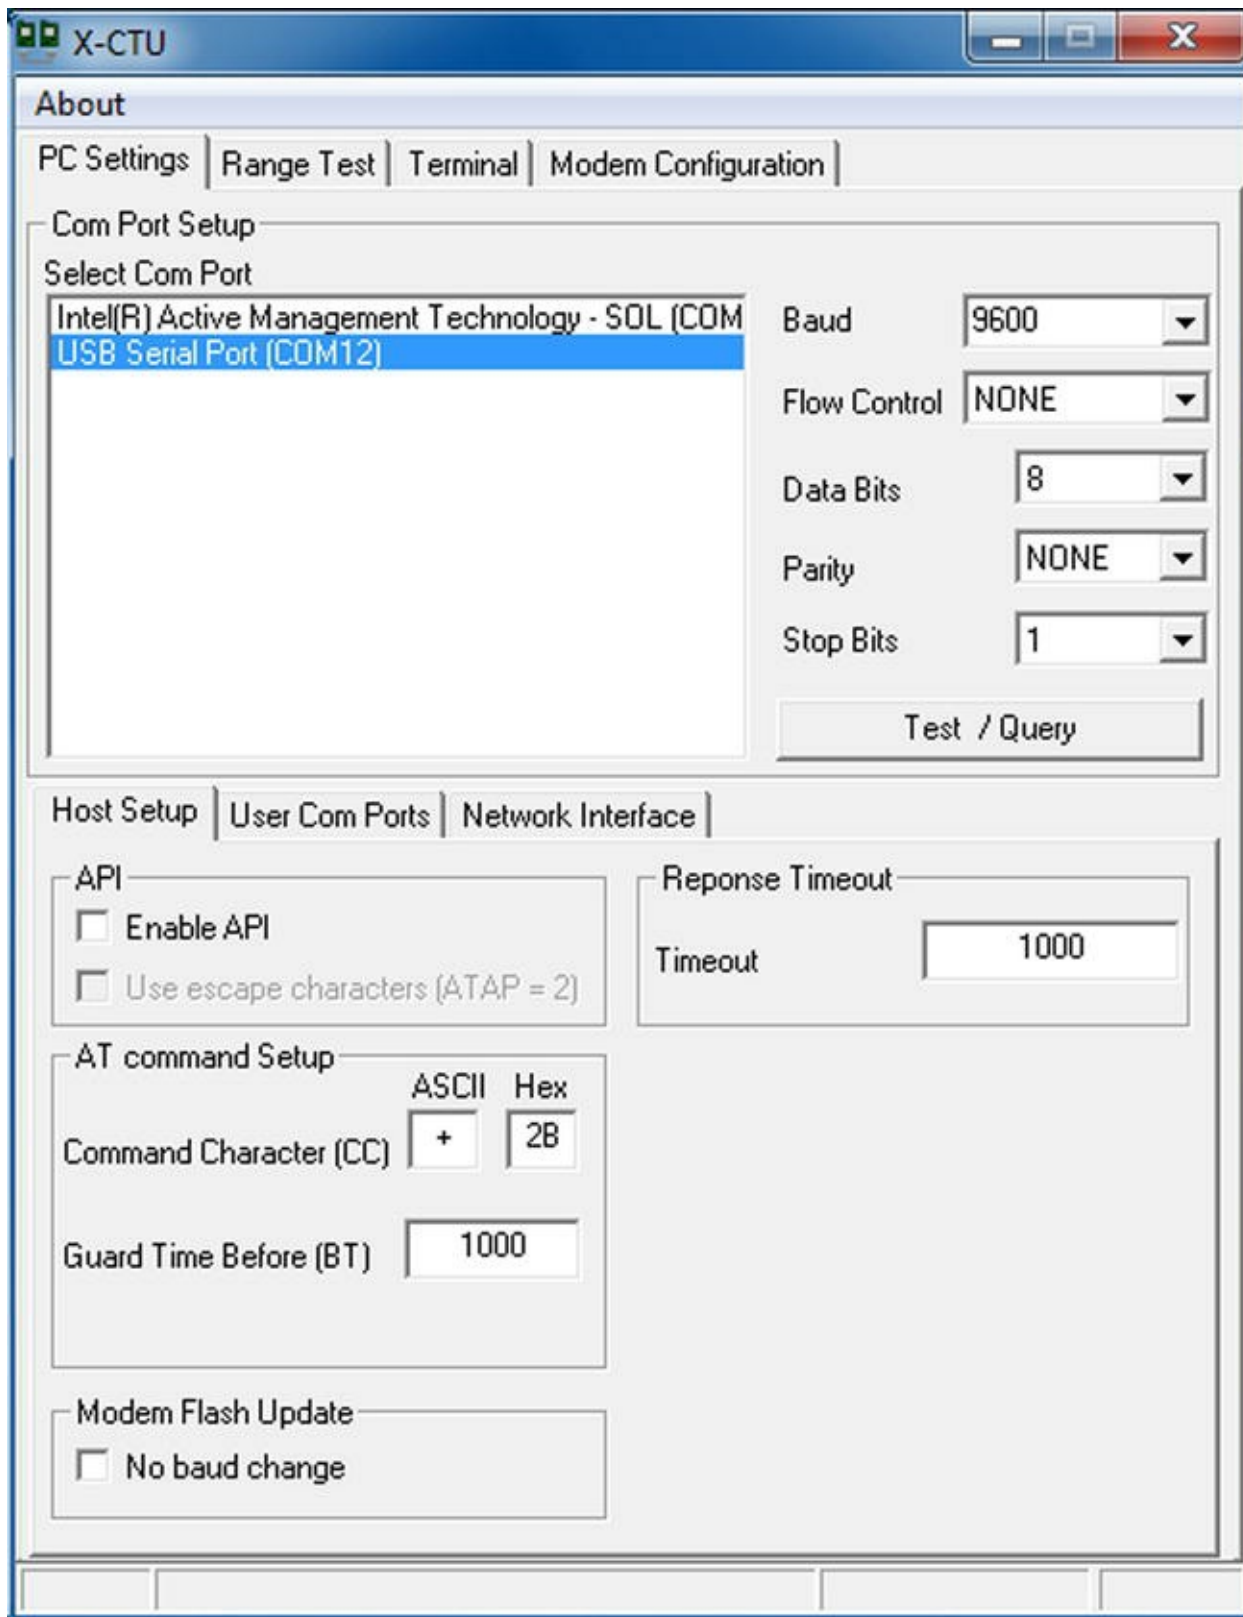 X-CTU
About
PC Settings Range Test Terminal Modem Configuration
Com Port Setup
Select Com Port
Intel(R) Active Management Technology - SOL (COM
USB Serial Port (COM12)
Baud 9600
Flow Control NONE
Data Bits 8
Parity NONE
Stop Bits 1
Test / Query
Host Setup User Com Ports Network Interface
API
Enable API
Use escape characters (ATAP = 2)
Reponse Timeout
Timeout 1000
AT command Setup
ASCII Hex
Command Character (CC) + 2B
Guard Time Before (BT) 1000
Modem Flash Update
No baud change